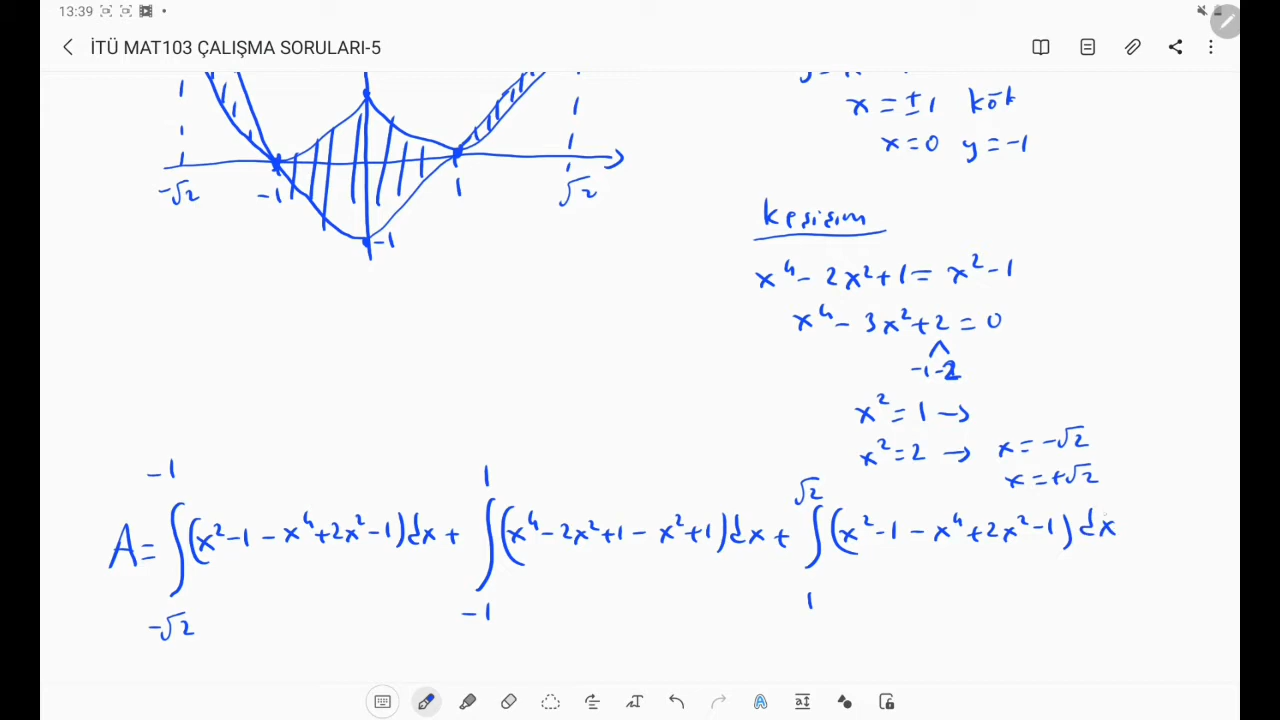 13:39
İTÜ MAT103 ÇALIŞMA SORULARI-5
x = ±1 kök
x=0 y=-1
-√2 -1 1 √2
-1
kesişim
x⁴- 2x²+1= x²-1
x⁴- 3x²+2=0
-1 -2
x²=1→
x²=2 → x=-√2
x=+√2
A= ∫_{-√2}^{-1} (x²-1-x⁴+2x²-1)dx + ∫_{-1}^{1} (x⁴-2x²+1-x²+1)dx + ∫_{1}^{√2} (x²-1-x⁴+2x²-1)dx